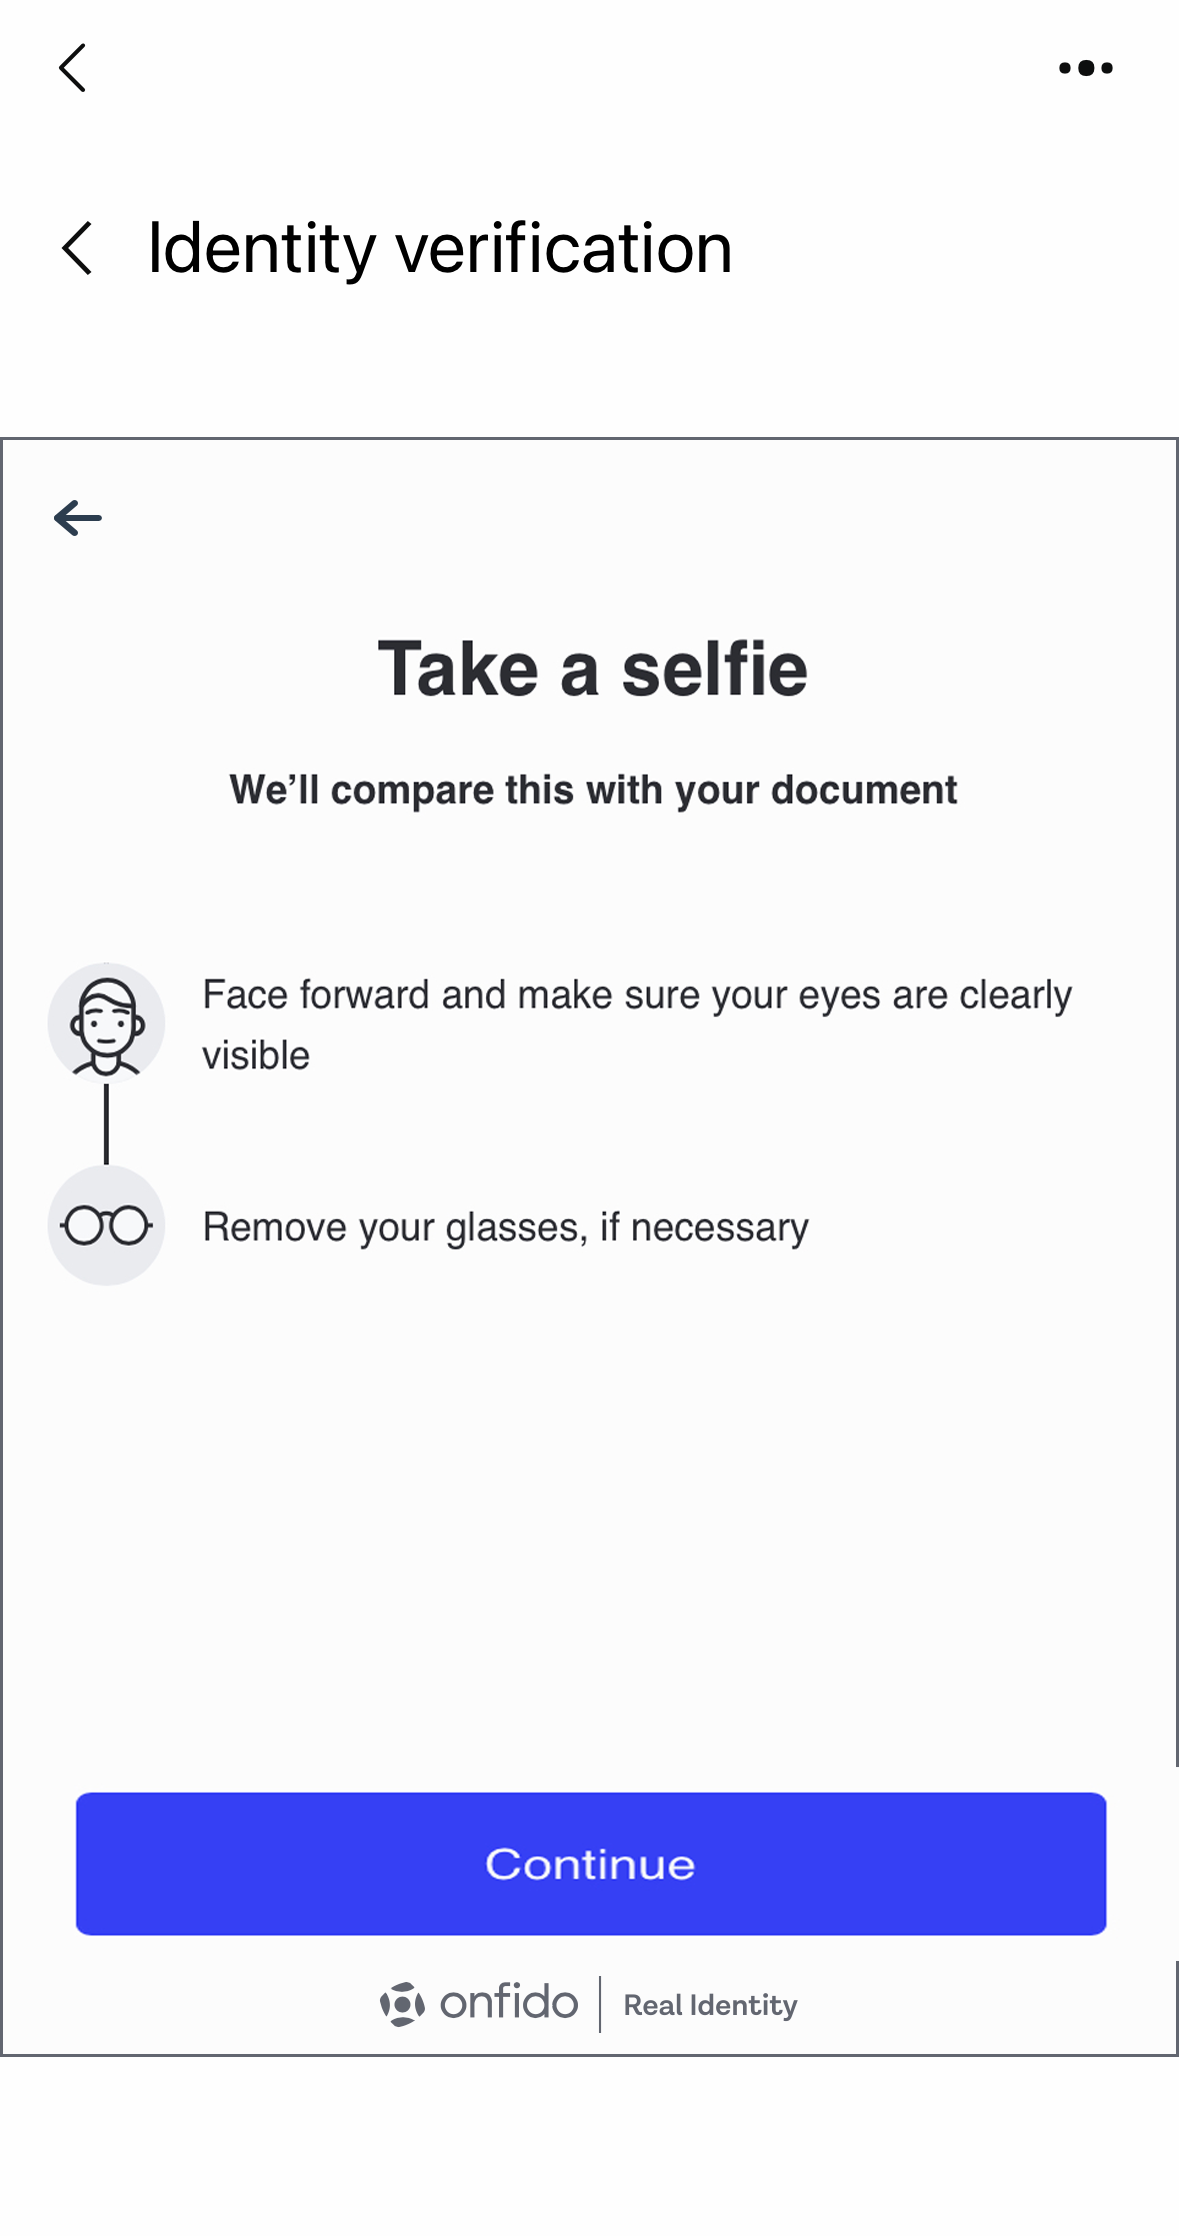 Identity verification
Take a selfie
We’ll compare this with your document
Face forward and make sure your eyes are clearly
visible
Remove your glasses, if necessary
Continue
onfido | Real Identity